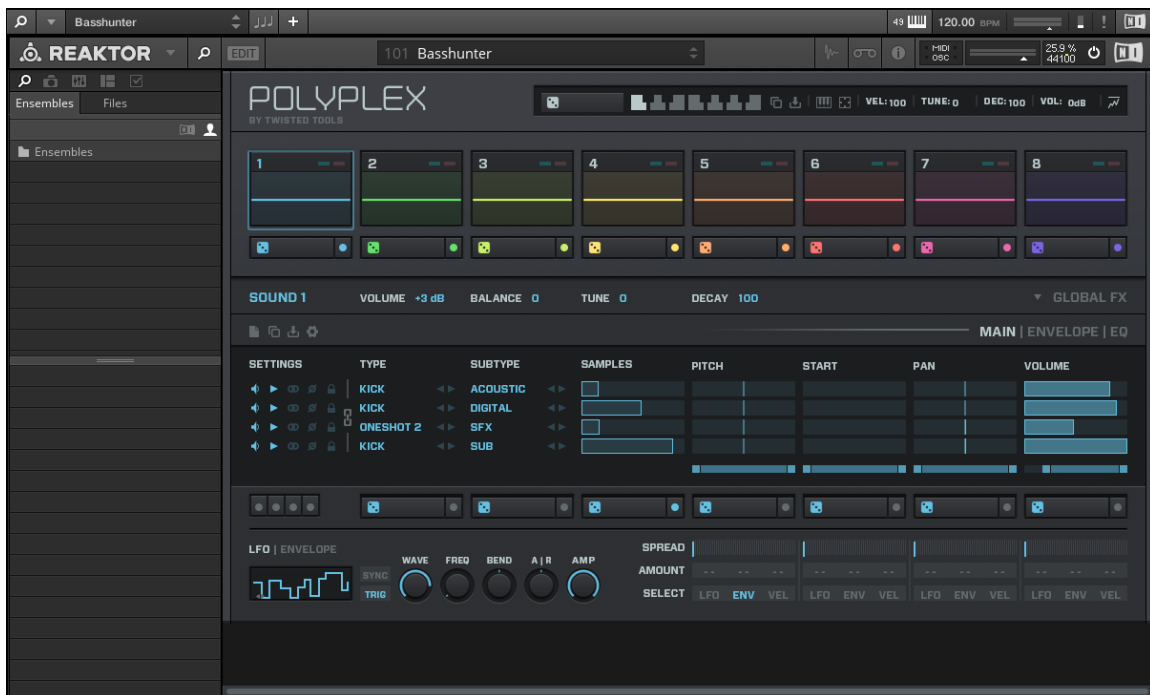 Basshunter
49 120.00 BPM
REAKTOR
EDIT
101 Basshunter
MIDI
OSC
25.9 %
44100
Ensembles Files
Ensembles
POLYPLEX
BY TWISTED TOOLS
VEL: 100 TUNE: 0 DEC: 100 VOL: 0dB
1 2 3 4 5 6 7 8
SOUND 1 VOLUME +3 dB BALANCE 0 TUNE 0 DECAY 100 GLOBAL FX
MAIN | ENVELOPE | EQ
SETTINGS TYPE SUBTYPE SAMPLES PITCH START PAN VOLUME
KICK ACOUSTIC
KICK DIGITAL
ONESHOT 2 SFX
KICK SUB
LFO | ENVELOPE
WAVE FREQ BEND A|R AMP
SYNC
TRIG
SPREAD
AMOUNT -- -- -- -- -- -- -- -- -- -- -- --
SELECT LFO ENV VEL LFO ENV VEL LFO ENV VEL LFO ENV VEL